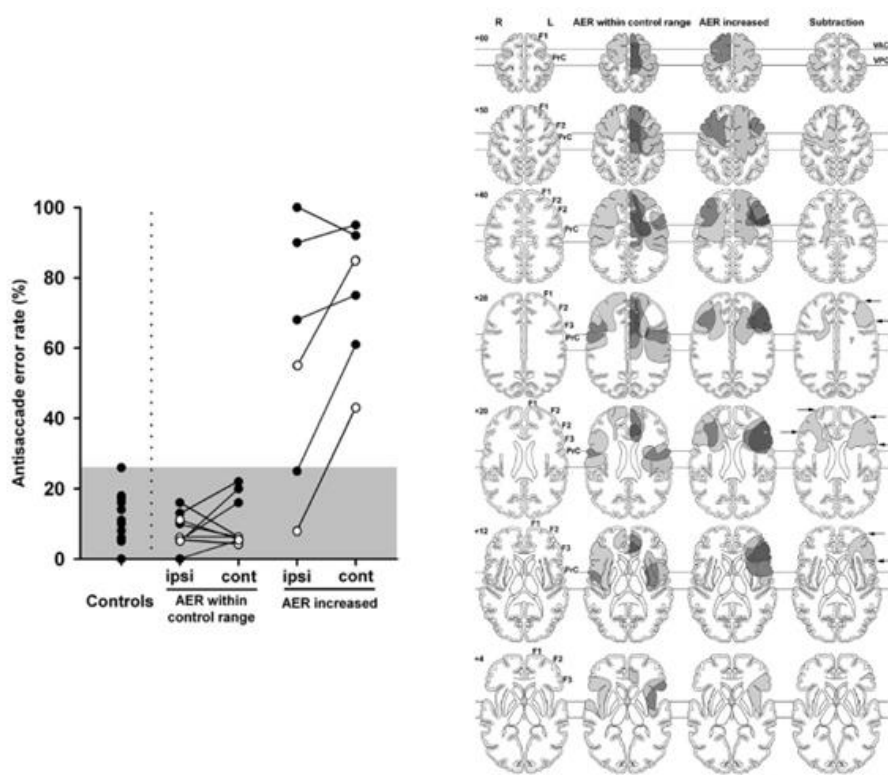 Antisaccade error rate (%)
100
80
60
40
20
0
Controls
ipsi cont
AER within
control range
ipsi cont
AER increased
R L AER within control range AER increased Subtraction
+60 F1
PrC
VAC
VPC
+50 F1
F2
PrC
+40 F1
F2
F2
PrC
+28 F1
F2
F3
PrC
?
+20 F1
F2
F2
F3
PrC
+12 F1
F2
F3
PrC
+4 F1
F2
F3